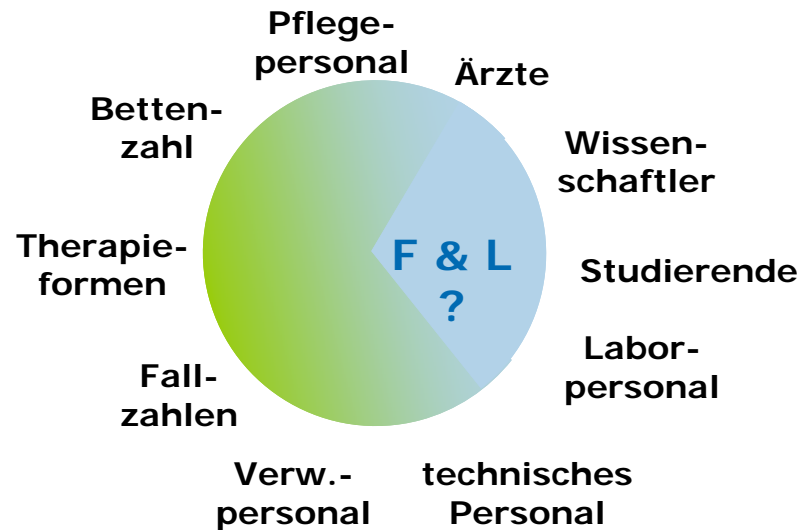 Pflege-
personal
Ärzte
Betten-
zahl
Wissen-
schaftler
Therapie-
formen
F & L
?
Studierende
Labor-
personal
Fall-
zahlen
Verw.-
personal
technisches
Personal